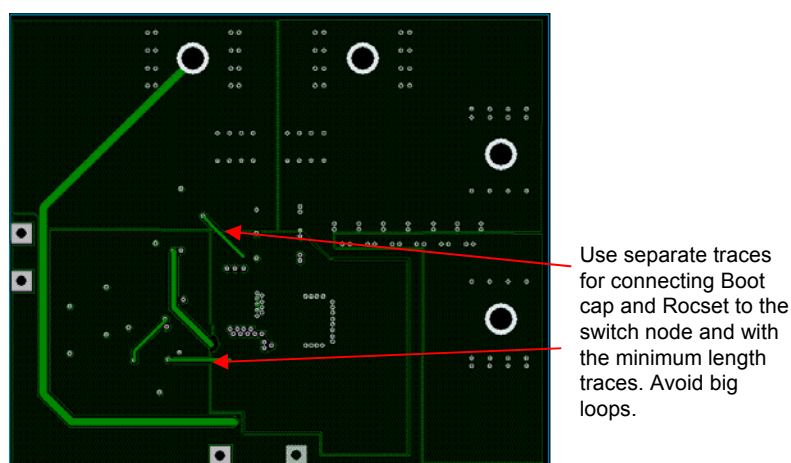 Use separate traces
for connecting Boot
cap and Rocset to the
switch node and with
the minimum length
traces. Avoid big
loops.